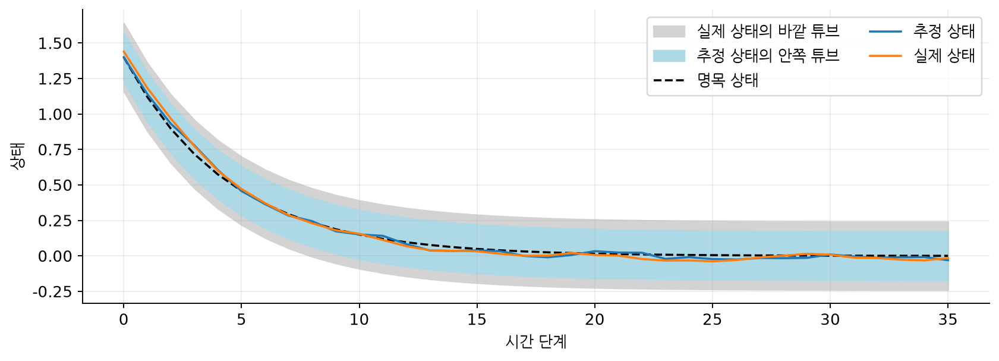 실제 상태의 바깥 튜브
추정 상태의 안쪽 튜브
명목 상태
추정 상태
실제 상태
상태
1.50
1.25
1.00
0.75
0.50
0.25
0.00
-0.25
0 5 10 15 20 25 30 35
시간 단계